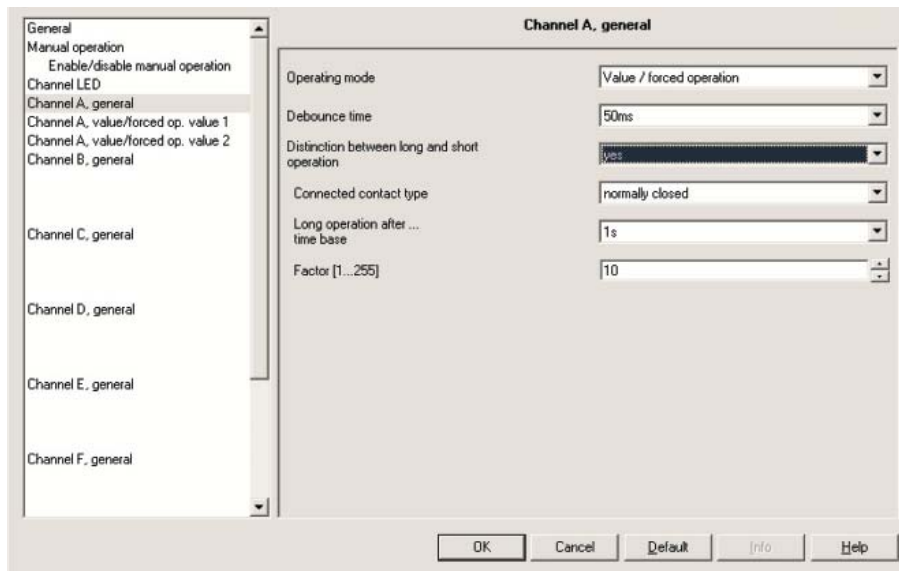 General
Manual operation
Enable/disable manual operation
Channel LED
Channel A, general
Channel A, value/forced op. value 1
Channel A, value/forced op. value 2
Channel B, general
Channel C, general
Channel D, general
Channel E, general
Channel F, general
Channel A, general
Operating mode
Value / forced operation
Debounce time
50ms
Distinction between long and short
operation
yes
Connected contact type
normally closed
Long operation after ...
time base
1s
Factor [1...255]
10
OK
Cancel
Default
Info
Help